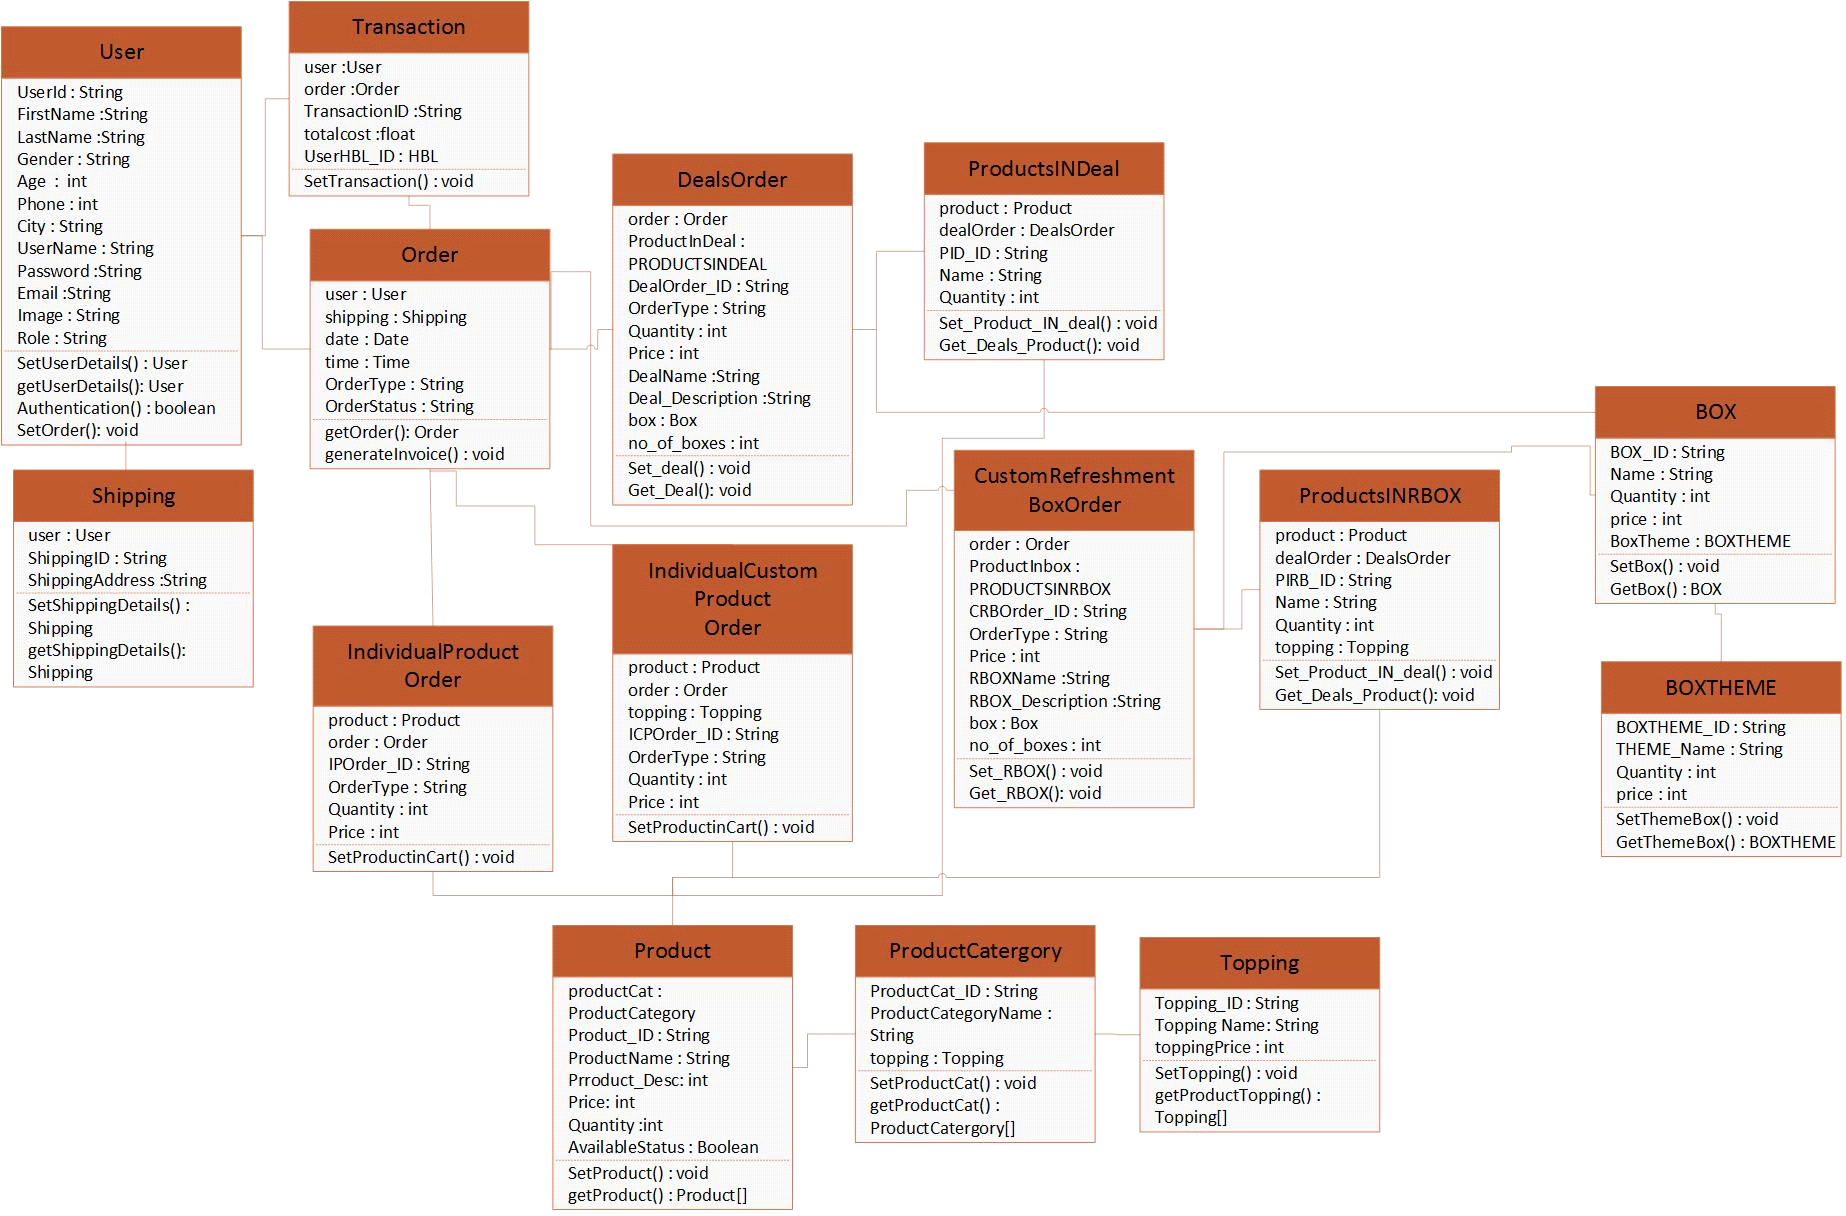 User
UserId : String
FirstName :String
LastName :String
Gender : String
Age : int
Phone : int
City : String
UserName : String
Password :String
Email :String
Image : String
Role : String
SetUserDetails() : User
getUserDetails(): User
Authentication() : boolean
SetOrder(): void
Shipping
user : User
ShippingID : String
ShippingAddress :String
SetShippingDetails() :
Shipping
getShippingDetails():
Shipping
Transaction
user :User
order :Order
TransactionID :String
totalcost :float
UserHBL_ID : HBL
SetTransaction() : void
Order
user : User
shipping : Shipping
date : Date
time : Time
OrderType : String
OrderStatus : String
getOrder(): Order
generateInvoice() : void
IndividualProduct
Order
product : Product
order : Order
IPOrder_ID : String
OrderType : String
Quantity : int
Price : int
SetProductinCart() : void
DealsOrder
order : Order
ProductInDeal :
PRODUCTSINDEAL
DealOrder_ID : String
OrderType : String
Quantity : int
Price : int
DealName :String
Deal_Description :String
box : Box
no_of_boxes : int
Set_deal() : void
Get_Deal(): void
IndividualCustom
Product
Order
product : Product
order : Order
topping : Topping
ICPOrder_ID : String
OrderType : String
Quantity : int
Price : int
SetProductinCart() : void
ProductsINDeal
product : Product
dealOrder : DealsOrder
PID_ID : String
Name : String
Quantity : int
Set_Product_IN_deal() : void
Get_Deals_Product(): void
CustomRefreshment
BoxOrder
order : Order
ProductInbox :
PRODUCTSINRBOX
CRBOrder_ID : String
OrderType : String
Price : int
RBOXName :String
RBOX_Description :String
box : Box
no_of_boxes : int
Set_RBOX() : void
Get_RBOX(): void
ProductsINRBOX
product : Product
dealOrder : DealsOrder
PIRB_ID : String
Name : String
Quantity : int
topping : Topping
Set_Product_IN_deal() : void
Get_Deals_Product(): void
BOX
BOX_ID : String
Name : String
Quantity : int
price : int
BoxTheme : BOXTHEME
SetBox() : void
GetBox() : BOX
BOXTHEME
BOXTHEME_ID : String
THEME_Name : String
Quantity : int
price : int
SetThemeBox() : void
GetThemeBox() : BOXTHEME
Product
productCat :
ProductCategory
Product_ID : String
ProductName : String
Prroduct_Desc: int
Price: int
Quantity :int
AvailableStatus : Boolean
SetProduct() : void
getProduct() : Product[]
ProductCatergory
ProductCat_ID : String
ProductCategoryName :
String
topping : Topping
SetProductCat() : void
getProductCat() :
ProductCatergory[]
Topping
Topping_ID : String
Topping Name: String
toppingPrice : int
SetTopping() : void
getProductTopping() :
Topping[]